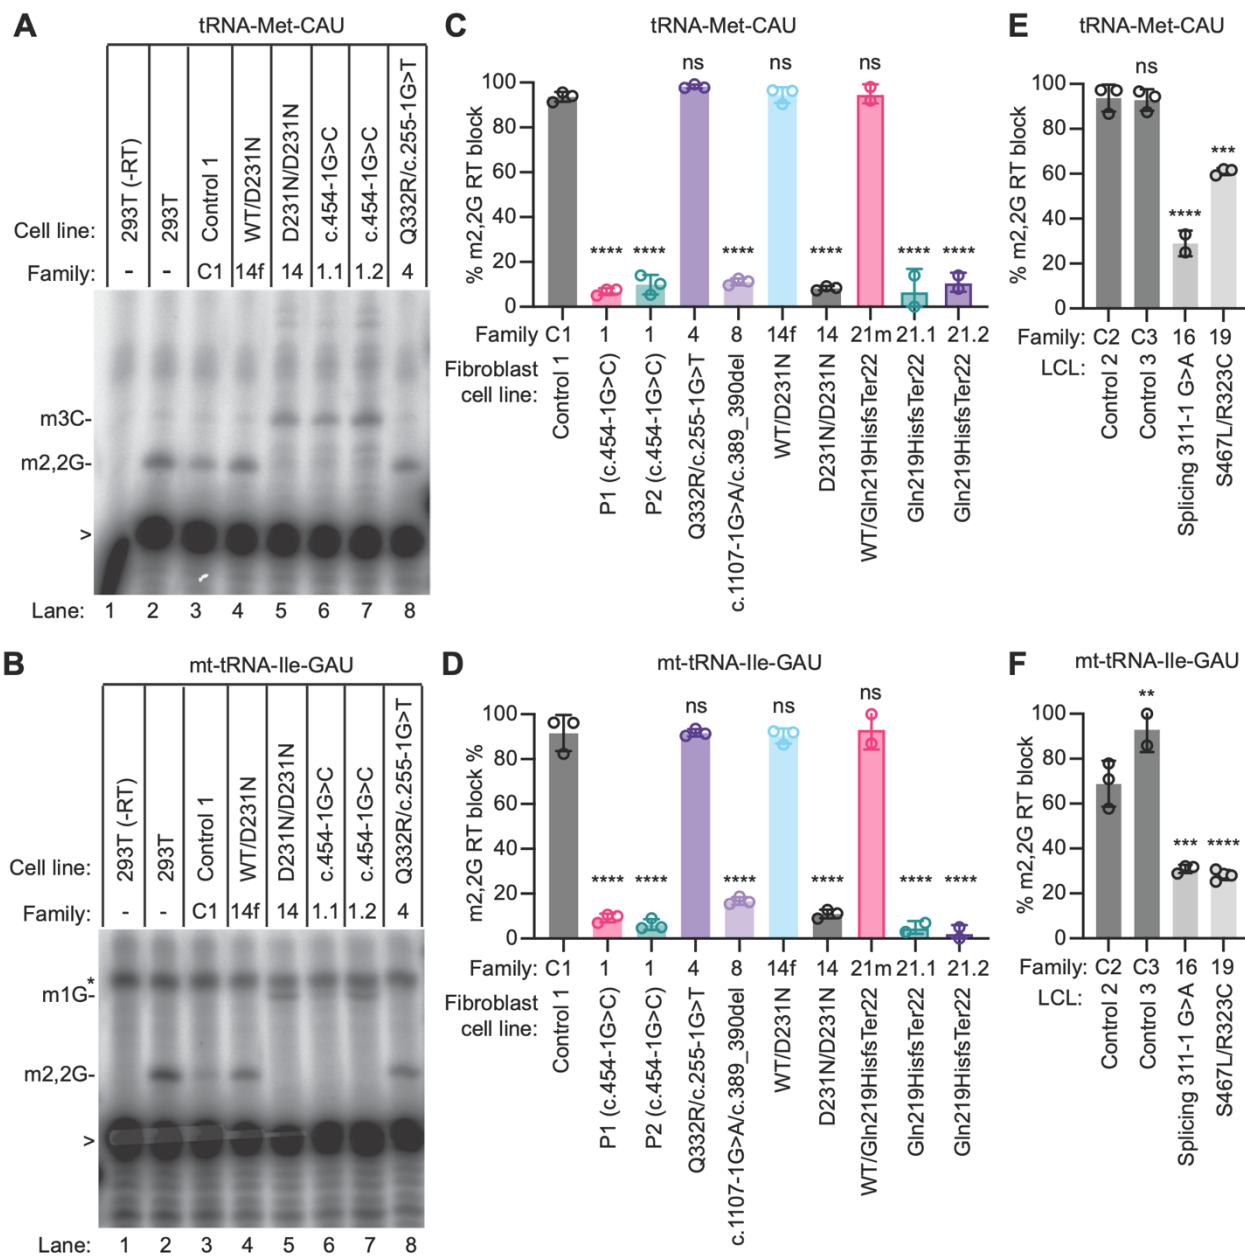 A
tRNA-Met-CAU
Cell line:
293T (-RT)
293T
Control 1
WT/D231N
D231N/D231N
c.454-1G>C
c.454-1G>C
Q332R/c.255-1G>T
Family: - - C1 14f 14 1.1 1.2 4
m3C-
m2,2G-
>
Lane: 1 2 3 4 5 6 7 8
B
mt-tRNA-Ile-GAU
Cell line:
293T (-RT)
293T
Control 1
WT/D231N
D231N/D231N
c.454-1G>C
c.454-1G>C
Q332R/c.255-1G>T
Family: - - C1 14f 14 1.1 1.2 4
*
m1G-
m2,2G-
>
Lane: 1 2 3 4 5 6 7 8
C
tRNA-Met-CAU
% m2,2G RT block
100
80
60
40
20
0
ns ns ns
**** **** **** **** **** ****
Family C1 1 1 4 8 14f 14 21m 21.1 21.2
Fibroblast
cell line:
Control 1
P1 (c.454-1G>C)
P2 (c.454-1G>C)
Q332R/c.255-1G>T
c.1107-1G>A/c.389_390del
WT/D231N
D231N/D231N
WT/Gln219HisfsTer22
Gln219HisfsTer22
Gln219HisfsTer22
D
mt-tRNA-Ile-GAU
m2,2G RT block %
100
80
60
40
20
0
ns ns ns
**** **** **** **** **** ****
Family: C1 1 1 4 8 14f 14 21m 21.1 21.2
Fibroblast
cell line:
Control 1
P1 (c.454-1G>C)
P2 (c.454-1G>C)
Q332R/c.255-1G>T
c.1107-1G>A/c.389_390del
WT/D231N
D231N/D231N
WT/Gln219HisfsTer22
Gln219HisfsTer22
Gln219HisfsTer22
E
tRNA-Met-CAU
% m2,2G RT block
100
80
60
40
20
0
ns
****
***
Family: C2 C3 16 19
LCL:
Control 2
Control 3
Splicing 311-1 G>A
S467L/R323C
F
mt-tRNA-Ile-GAU
% m2,2G RT block
100
80
60
40
20
0
**
*** ****
Family: C2 C3 16 19
LCL:
Control 2
Control 3
Splicing 311-1 G>A
S467L/R323C